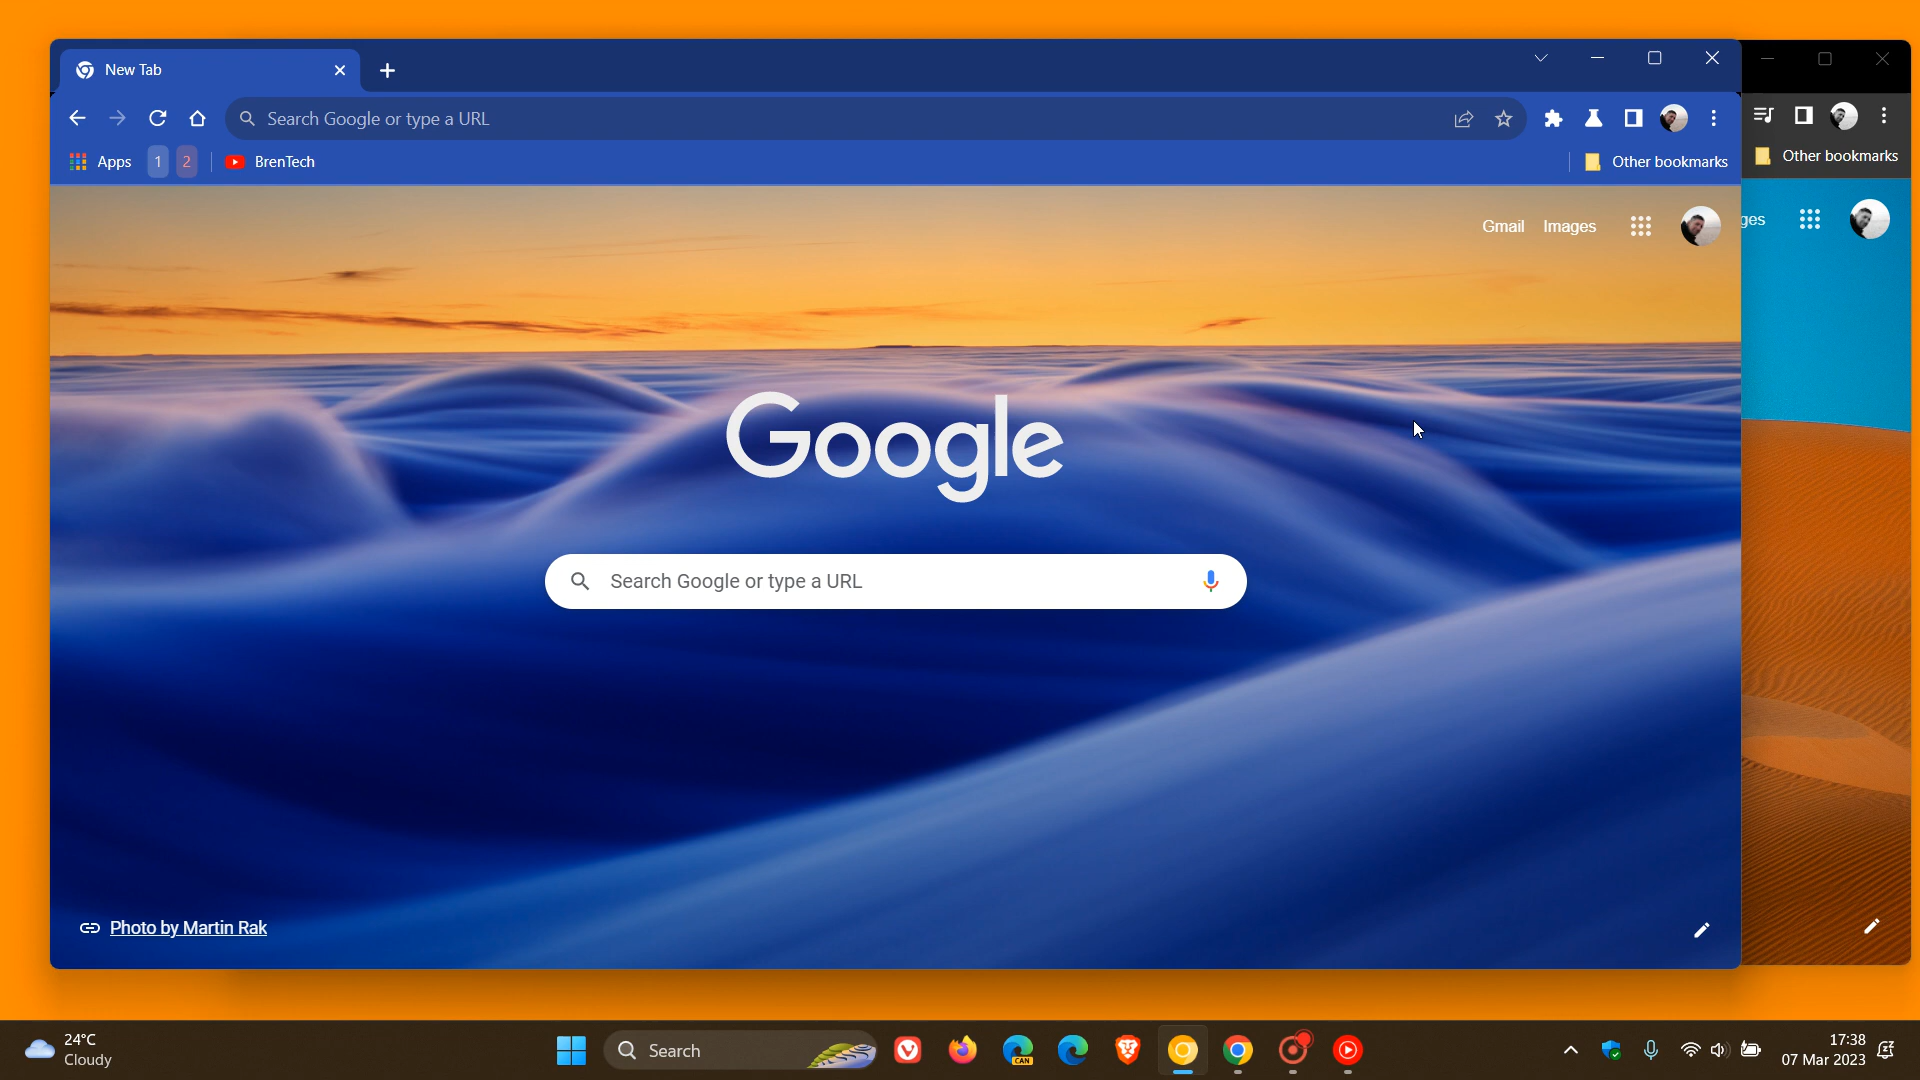 New Tab
Search Google or type a URL
Apps 1 2 BrenTech Other bookmarks
Other bookmarks
Gmail Images
ges
Google
Search Google or type a URL
Photo by Martin Rak
24°C
Cloudy
Search
CAN
17:38
07 Mar 2023